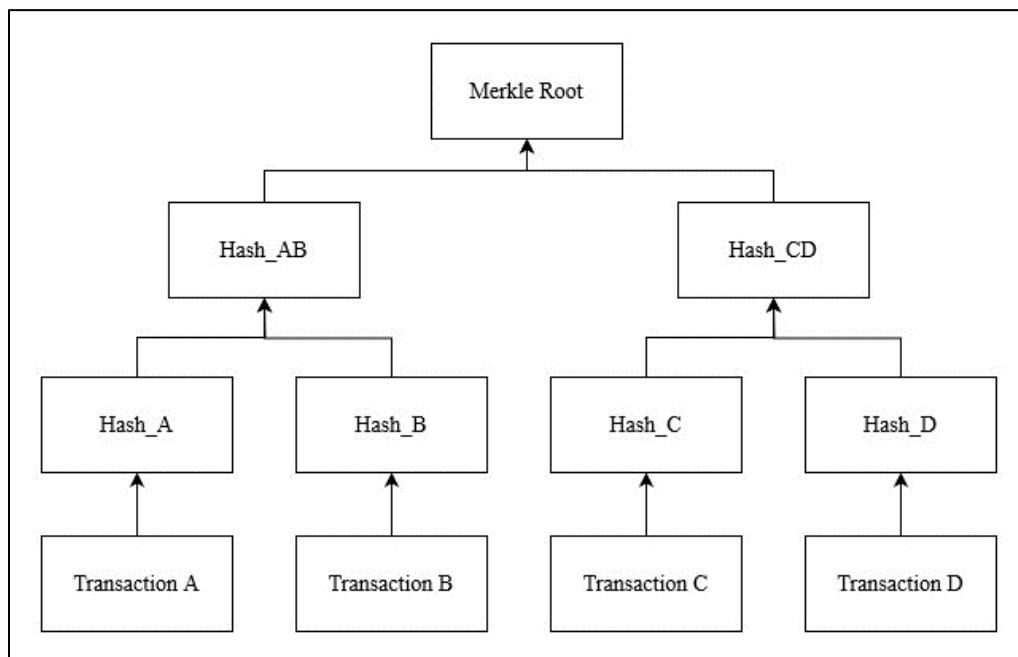 Merkle Root
Hash_AB
Hash_CD
Hash_A
Hash_B
Hash_C
Hash_D
Transaction A
Transaction B
Transaction C
Transaction D